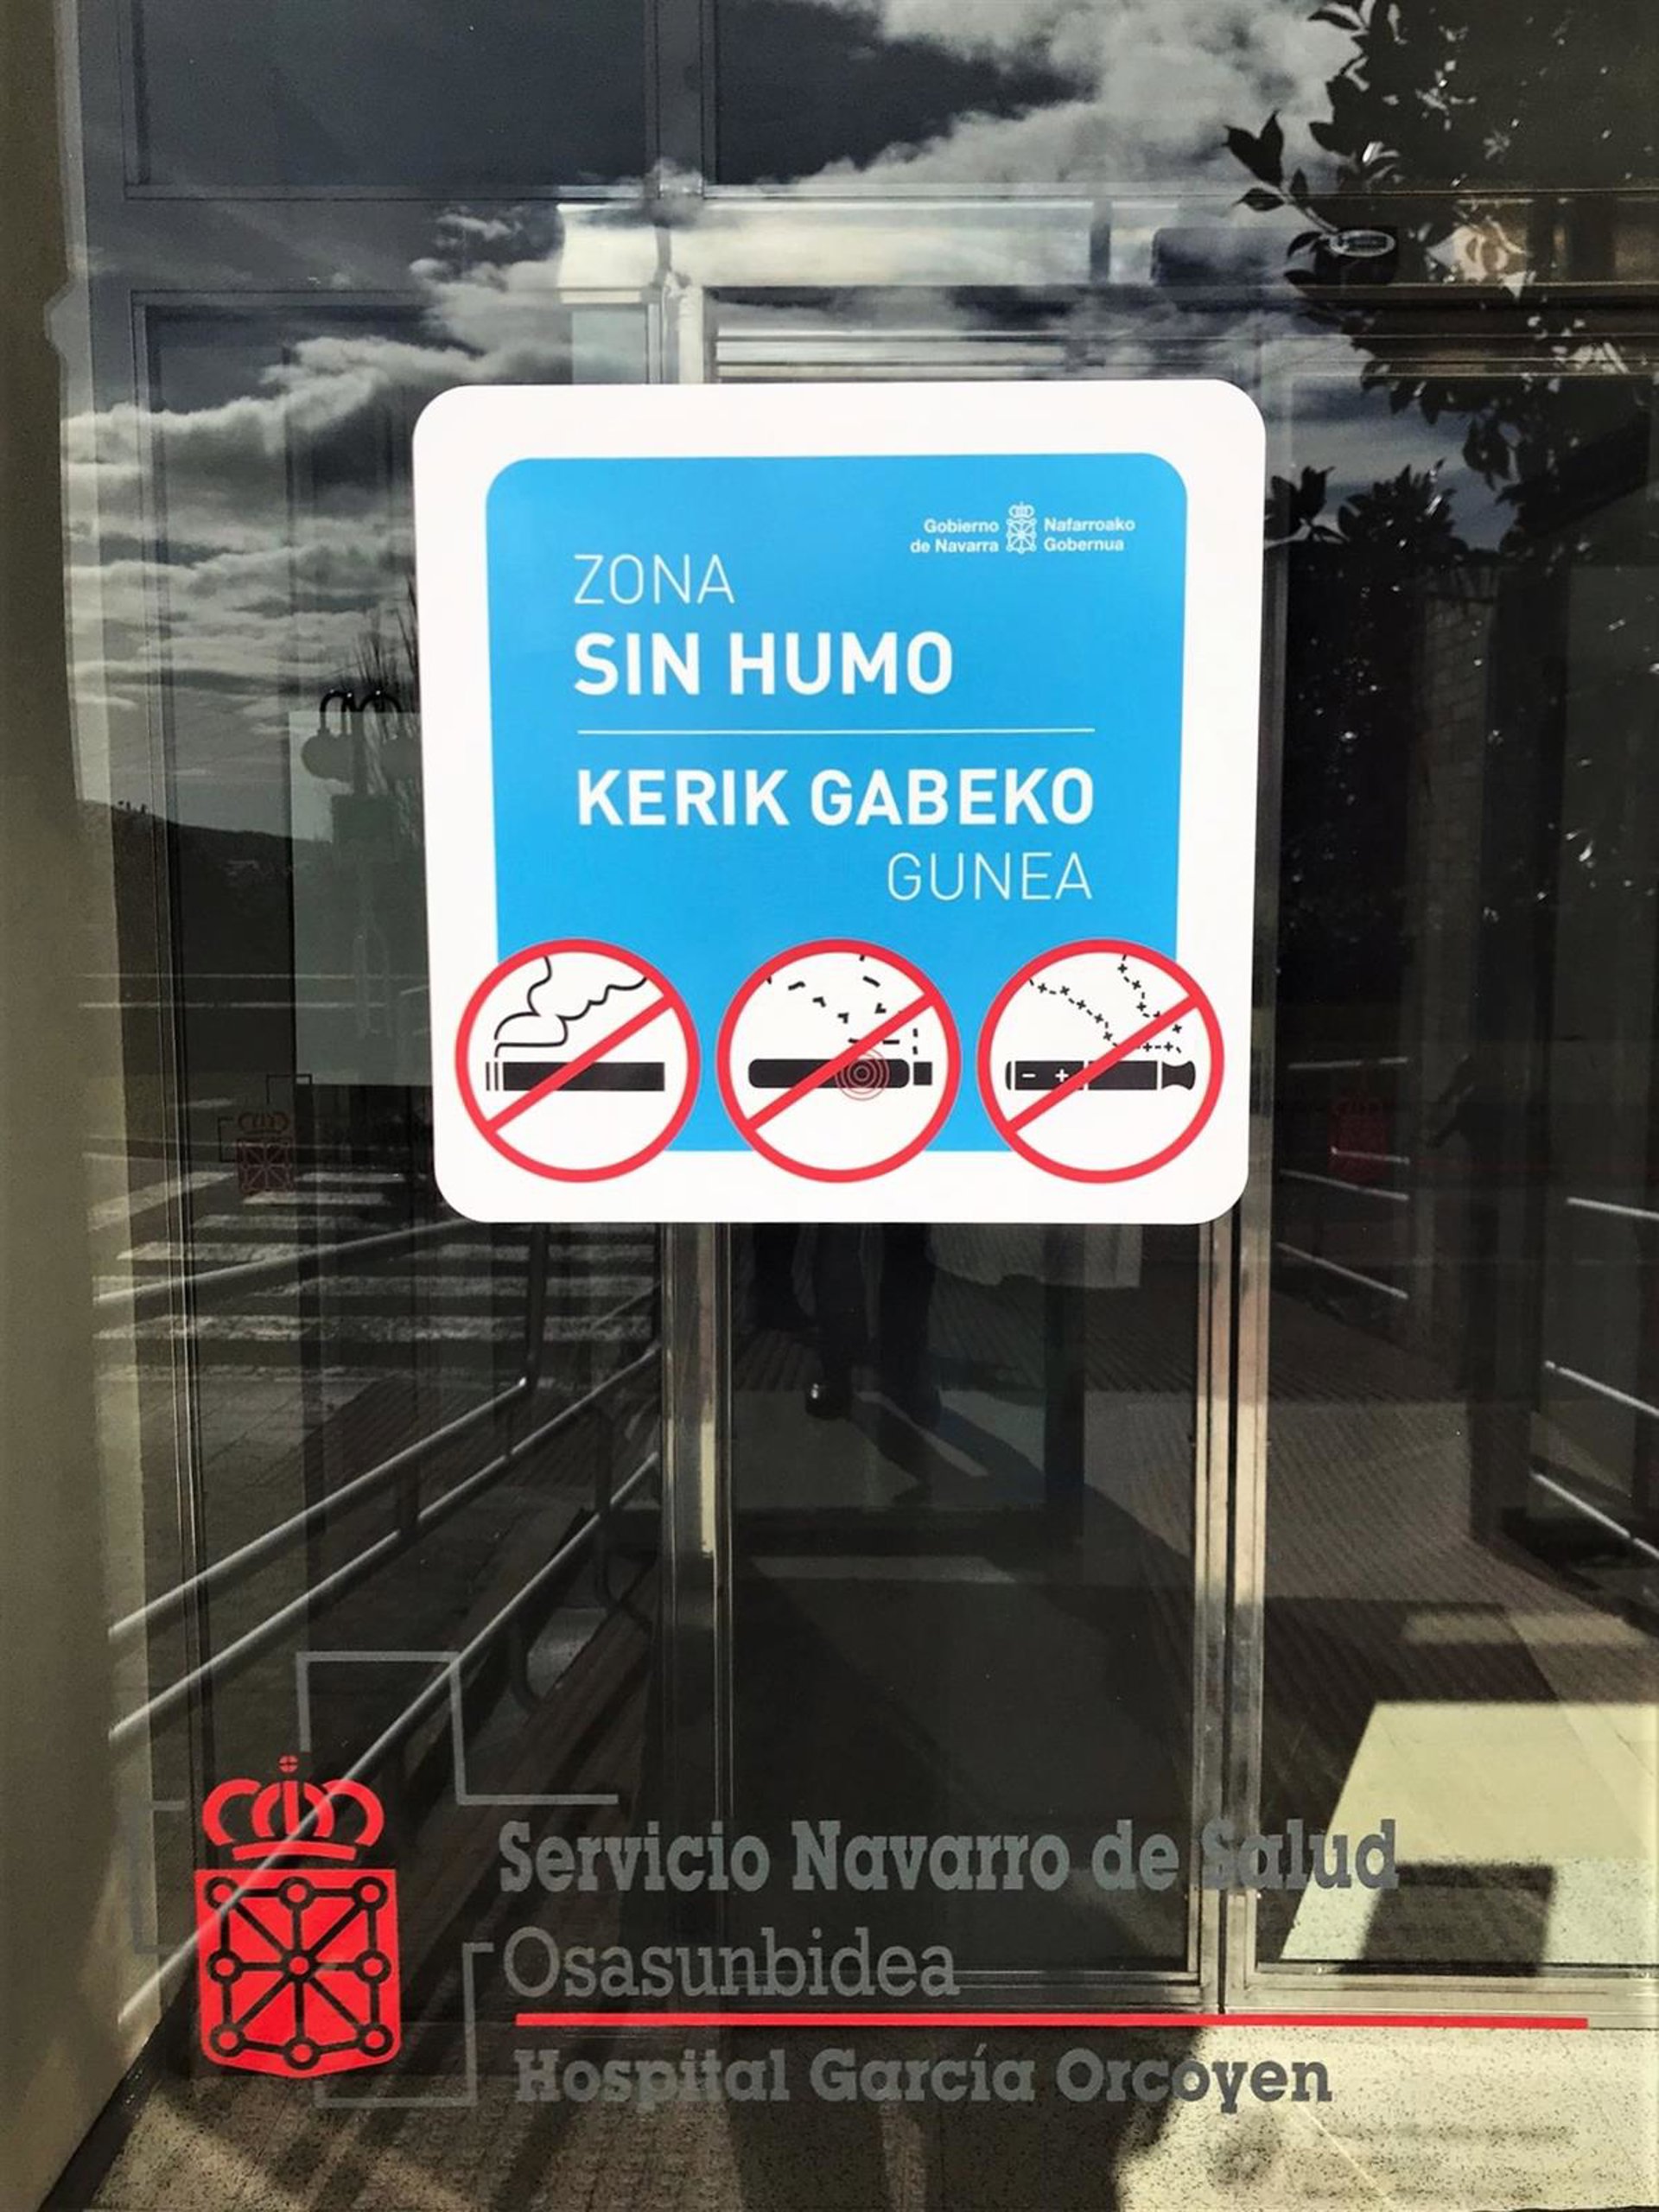 Gobierno
de Navarra
Nafarroako
Gobernua
ZONA
SIN HUMO
KERIK GABEKO
GUNEA
Servicio Navarro de Salud
Osasunbidea
Hospital García Orcoyen